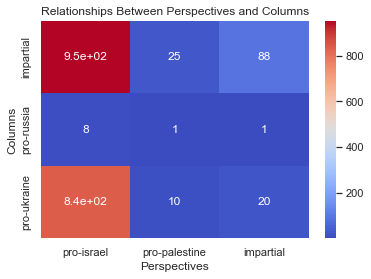 Relationships Between Perspectives and Columns
impartial
9.5e+02 25 88
pro-russia
8 1 1
pro-ukraine
8.4e+02 10 20
Columns
pro-israel pro-palestine impartial
Perspectives
800
600
400
200